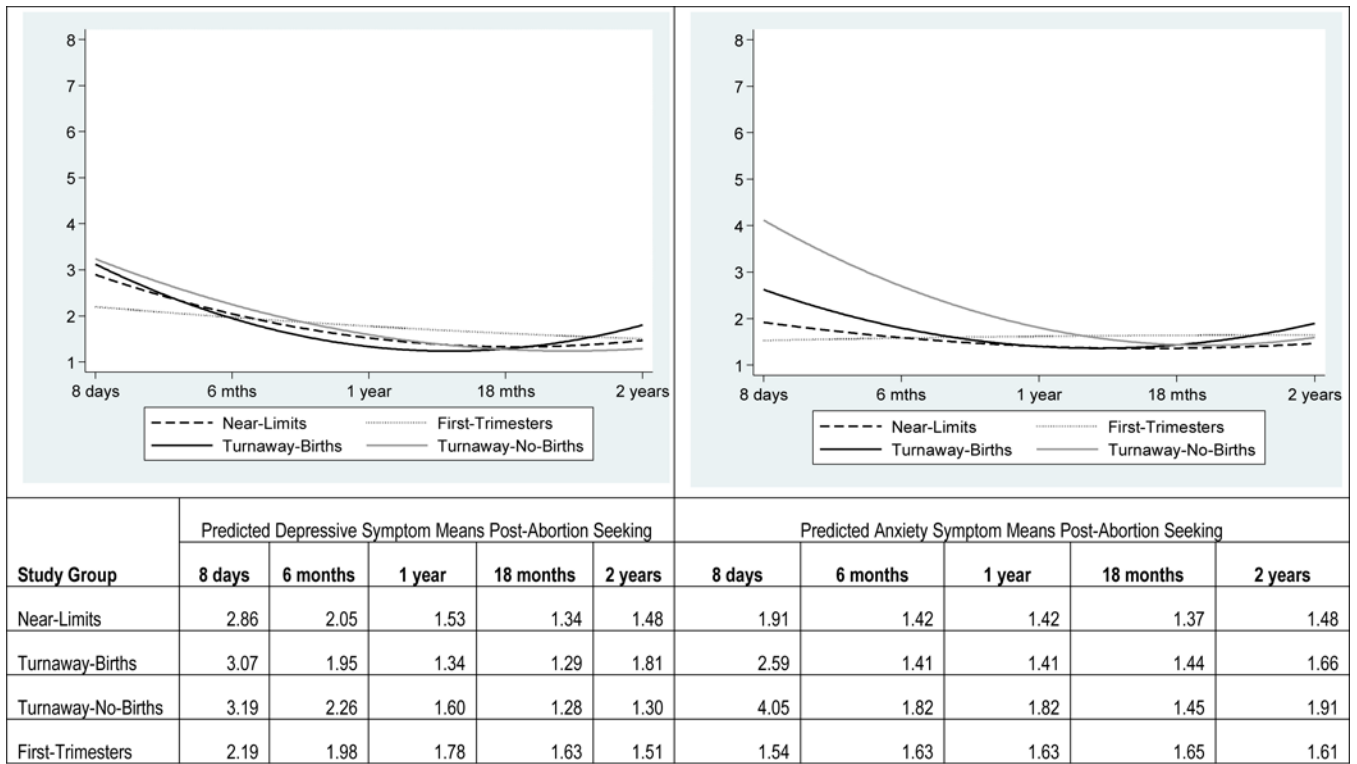 8
7
6
5
4
3
2
1
8 days 6 mths 1 year 18 mths 2 years
Near-Limits First-Trimesters
Turnaway-Births Turnaway-No-Births
8
7
6
5
4
3
2
1
8 days 6 mths 1 year 18 mths 2 years
Near-Limits First-Trimesters
Turnaway-Births Turnaway-No-Births
Predicted Depressive Symptom Means Post-Abortion Seeking Predicted Anxiety Symptom Means Post-Abortion Seeking
Study Group 8 days 6 months 1 year 18 months 2 years 8 days 6 months 1 year 18 months 2 years
Near-Limits 2.86 2.05 1.53 1.34 1.48 1.91 1.42 1.42 1.37 1.48
Turnaway-Births 3.07 1.95 1.34 1.29 1.81 2.59 1.41 1.41 1.44 1.66
Turnaway-No-Births 3.19 2.26 1.60 1.28 1.30 4.05 1.82 1.82 1.45 1.91
First-Trimesters 2.19 1.98 1.78 1.63 1.51 1.54 1.63 1.63 1.65 1.61